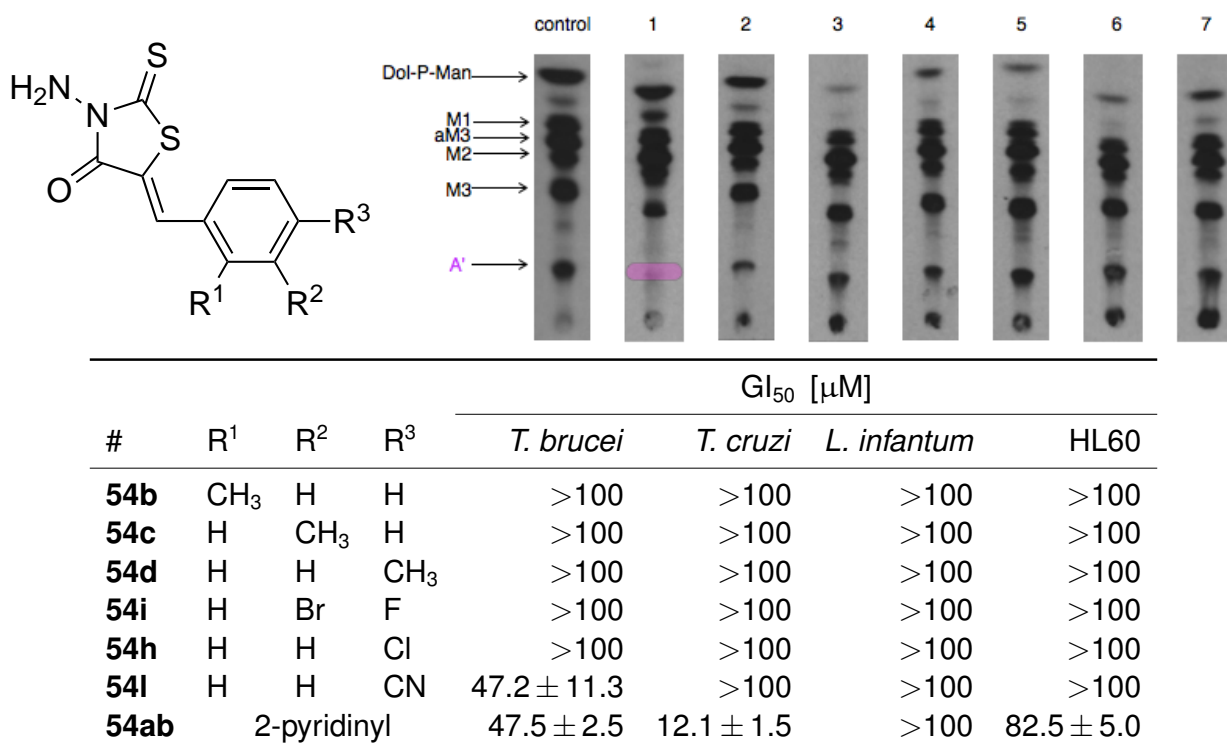 control 1 2 3 4 5 6 7
Dol-P-Man
M1
aM3
M2
M3
A'
S
H₂N
N
S
O
R³
R¹
R²
GI₅₀ [µM]
# R¹ R² R³ T. brucei T. cruzi L. infantum HL60
54b CH₃ H H >100 >100 >100 >100
54c H CH₃ H >100 >100 >100 >100
54d H H CH₃ >100 >100 >100 >100
54i H Br F >100 >100 >100 >100
54h H H Cl >100 >100 >100 >100
54l H H CN 47.2 ± 11.3 >100 >100 >100
54ab 2-pyridinyl 47.5 ± 2.5 12.1 ± 1.5 >100 82.5 ± 5.0